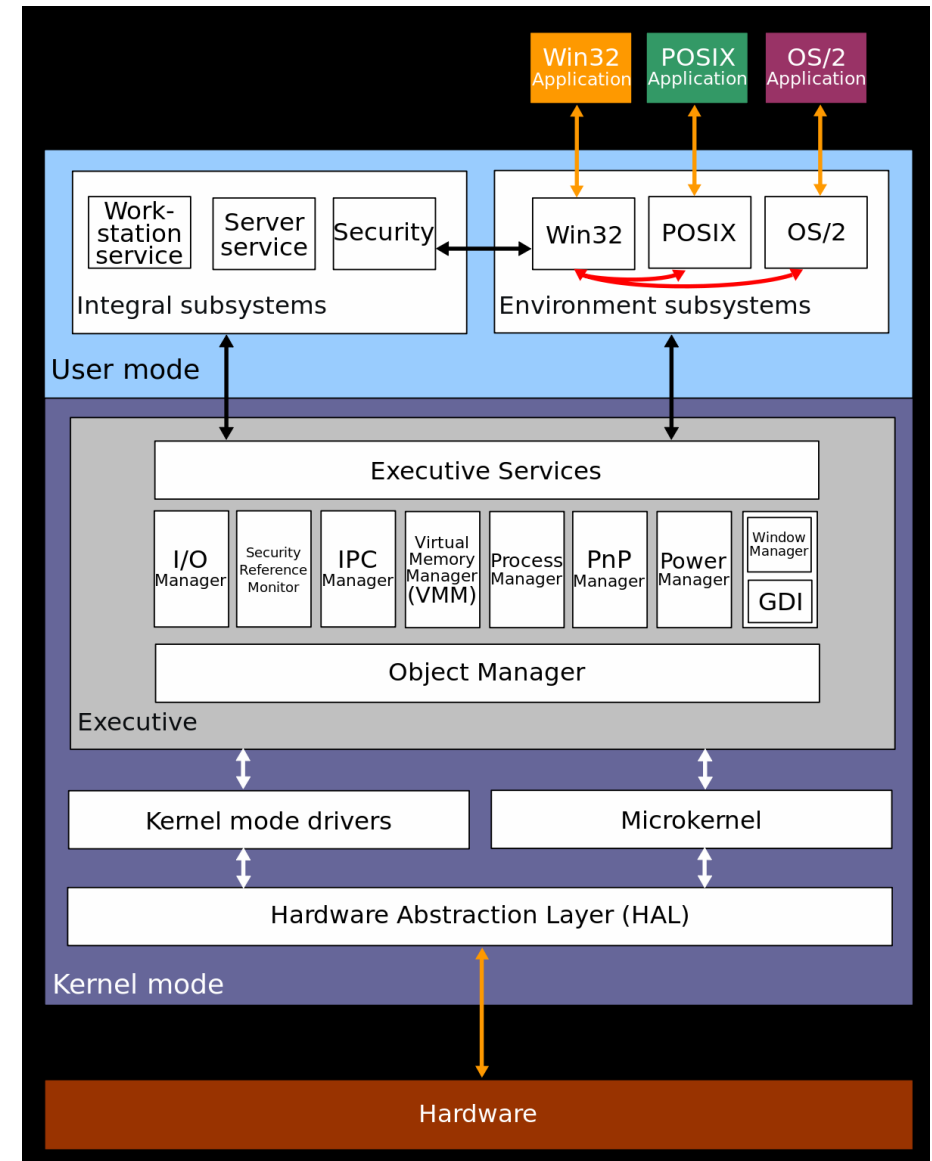 Win32
Application
POSIX
Application
OS/2
Application
Work-
station
service
Server
service
Security
Integral subsystems
Win32
POSIX
OS/2
Environment subsystems
User mode
Executive Services
I/O
Manager
Security
Reference
Monitor
IPC
Manager
Virtual
Memory
Manager
(VMM)
Process
Manager
PnP
Manager
Power
Manager
Window
Manager
GDI
Object Manager
Executive
Kernel mode drivers
Microkernel
Hardware Abstraction Layer (HAL)
Kernel mode
Hardware